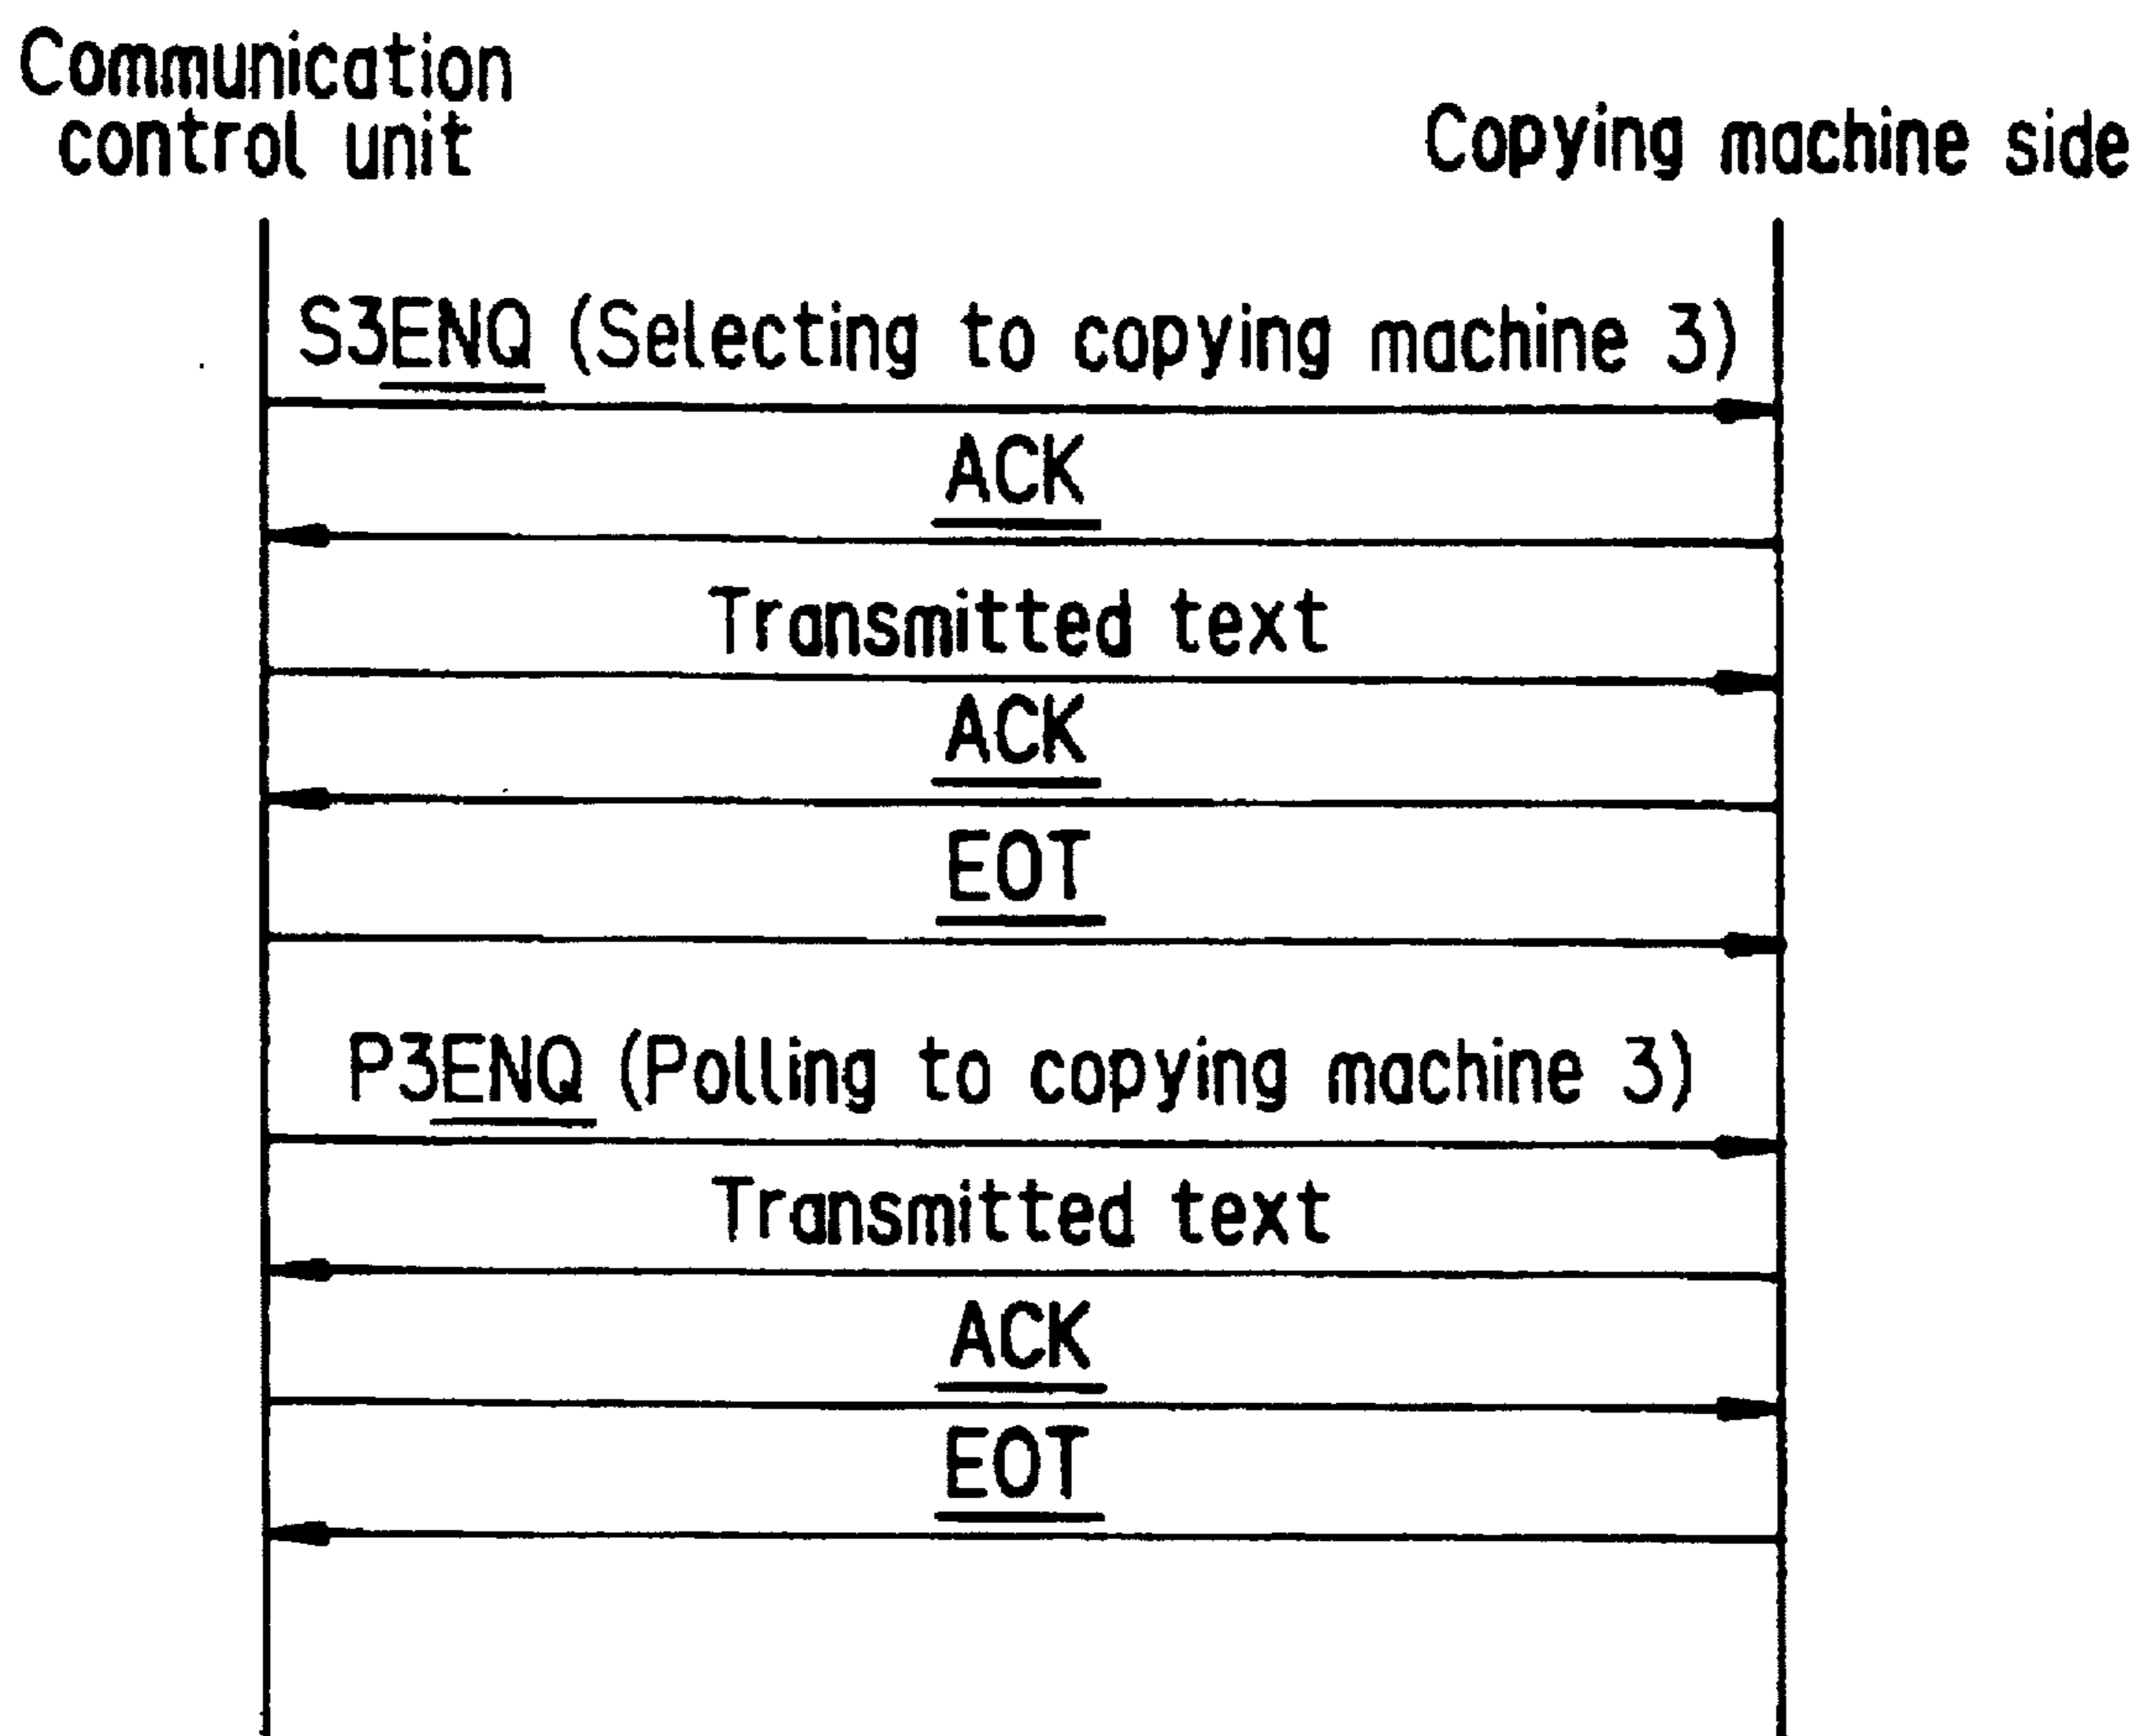 Communication
control unit
Copying machine side
S3ENQ (Selecting to copying machine 3)
ACK
Transmitted text
ACK
EOT
P3ENQ (Polling to copying machine 3)
Transmitted text
ACK
EOT